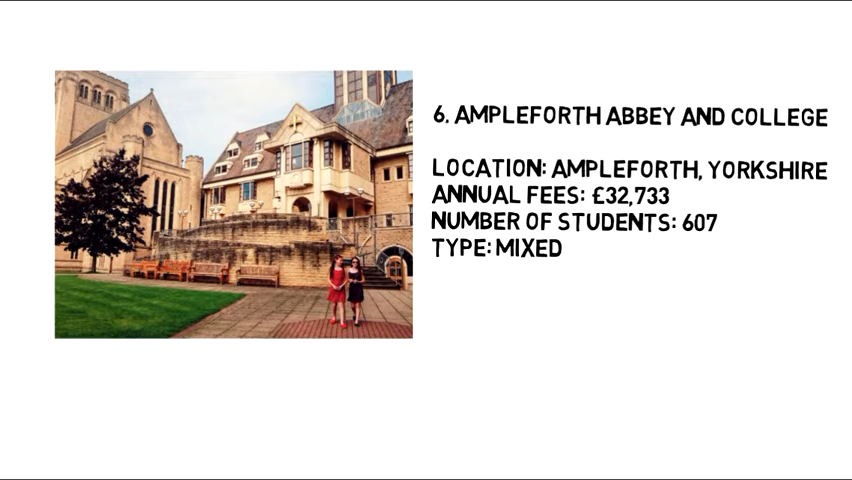 6. AMPLEFORTH ABBEY AND COLLEGE
LOCATION: AMPLEFORTH, YORKSHIRE
ANNUAL FEES: £32,733
NUMBER OF STUDENTS: 607
TYPE: MIXED